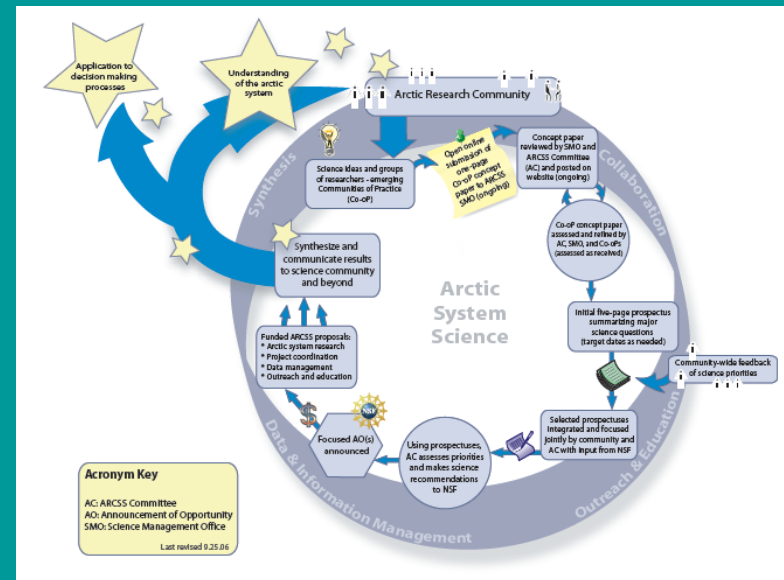 Application to
decision making
processes
Understanding
of the arctic
system
Arctic Research Community
Synthesis
Collaboration
Science ideas and groups
of researchers - emerging
Communities of Practice
(Co-oP)
Open online
submission of
one-page
Co-oP concept
paper to ARCSS
SMO (ongoing)
Concept paper
reviewed by SMO and
ARCSS Committee
(AC) and posted on
website (ongoing)
Co-oP concept paper
assessed and refined by
AC, SMO, and Co-oPs
(assessed as received)
Synthesize and
communicate results
to science community
and beyond
Arctic
System
Science
Initial five-page prospectus
summarizing major
science questions
(target dates as needed)
Funded ARCSS proposals:
* Arctic system research
* Project coordination
* Data management
* Outreach and education
Community-wide feedback
of science priorities
$
NSF
Focused AO(s)
announced
Using prospectuses,
AC assesses priorities
and makes science
recommendations
to NSF
Selected prospectuses
integrated and focused
jointly by community and
AC with input from NSF
Data & Information Management
Outreach & Education
Acronym Key
AC: ARCSS Committee
AO: Announcement of Opportunity
SMO: Science Management Office
Last revised 9.25.06